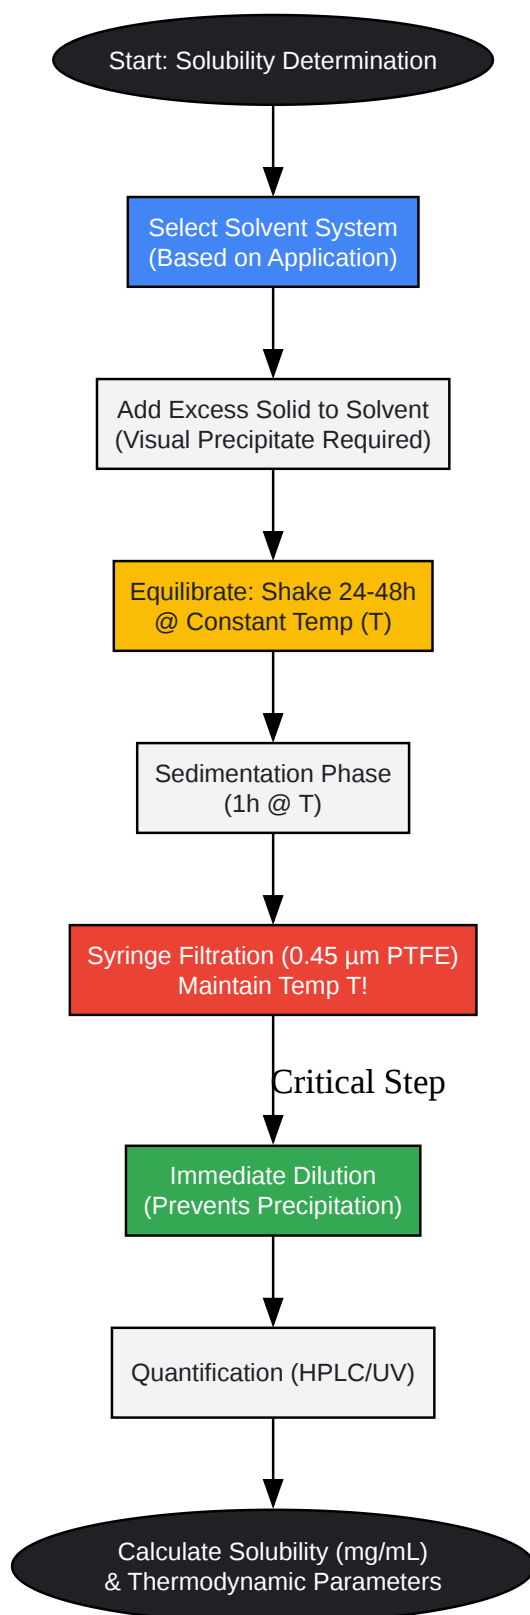 Start: Solubility Determination
Select Solvent System
(Based on Application)
Add Excess Solid to Solvent
(Visual Precipitate Required)
Equilibrate: Shake 24-48h
@ Constant Temp (T)
Sedimentation Phase
(1h @ T)
Syringe Filtration (0.45 µm PTFE)
Maintain Temp T!
Critical Step
Immediate Dilution
(Prevents Precipitation)
Quantification (HPLC/UV)
Calculate Solubility (mg/mL)
& Thermodynamic Parameters